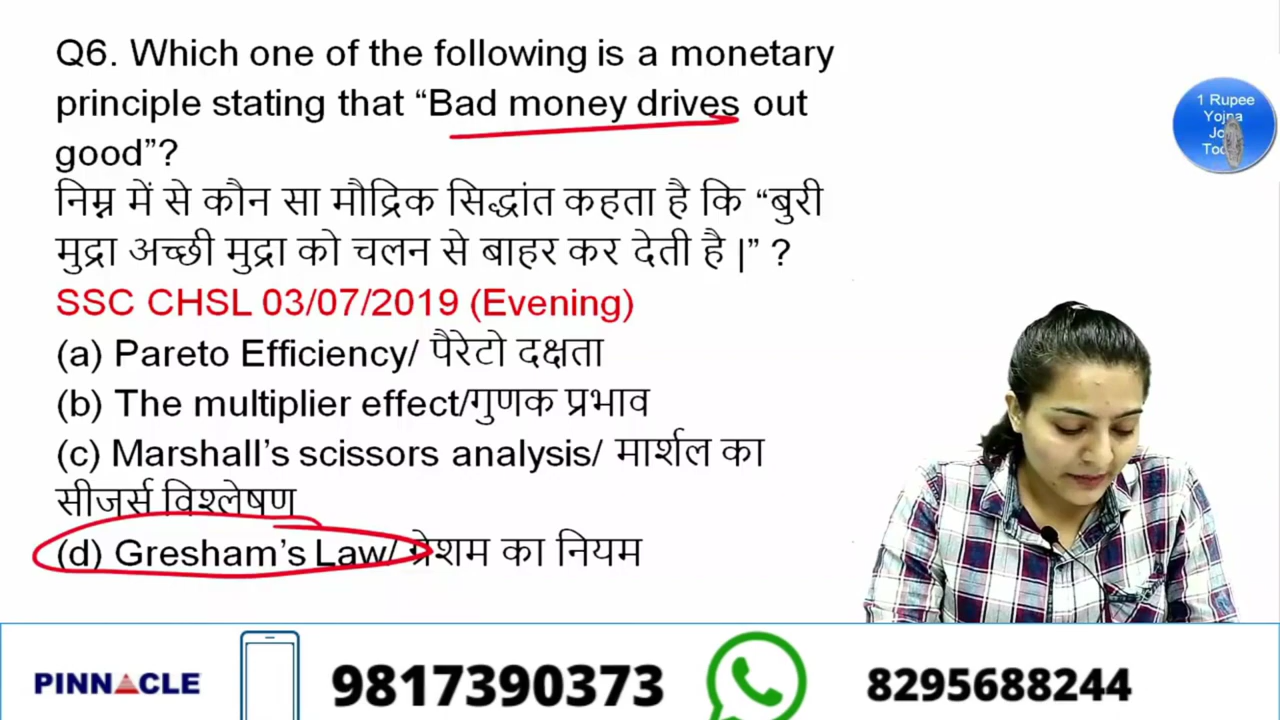 Q6. Which one of the following is a monetary
principle stating that “Bad money drives out
good”?
निम्न में से कौन सा मौद्रिक सिद्धांत कहता है कि “बुरी
मुद्रा अच्छी मुद्रा को चलन से बाहर कर देती है |” ?
SSC CHSL 03/07/2019 (Evening)
(a) Pareto Efficiency/ पैरेटो दक्षता
(b) The multiplier effect/गुणक प्रभाव
(c) Marshall’s scissors analysis/ मार्शल का
सीजर्स विश्लेषण
(d) Gresham’s Law/ ग्रेशम का नियम
1 Rupee
Yojna
PINNACLE
9817390373
8295688244